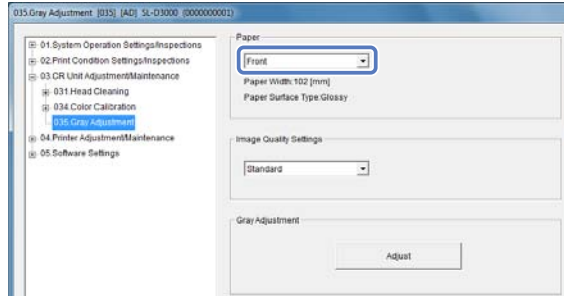 035.Gray Adjustment [035] [AD] SL-D3000 (0000000001)
01.System Operation Settings/Inspections
02.Print Condition Settings/Inspections
03.CR Unit Adjustment/Maintenance
031.Head Cleaning
034.Color Calibration
035.Gray Adjustment
04.Printer Adjustment/Maintenance
05.Software Settings
Paper
Front
Paper Width:102 [mm]
Paper Surface Type:Glossy
Image Quality Settings
Standard
Gray Adjustment
Adjust